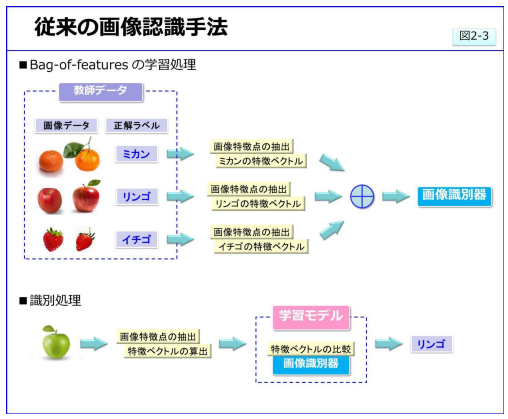 従来の画像認識手法
図2-3
■Bag-of-features の学習処理
教師データ
画像データ
正解ラベル
ミカン
画像特徴点の抽出
ミカンの特徴ベクトル
リンゴ
画像特徴点の抽出
リンゴの特徴ベクトル
画像識別器
イチゴ
画像特徴点の抽出
イチゴの特徴ベクトル
■識別処理
学習モデル
画像特徴点の抽出
特徴ベクトルの算出
特徴ベクトルの比較
画像識別器
リンゴ